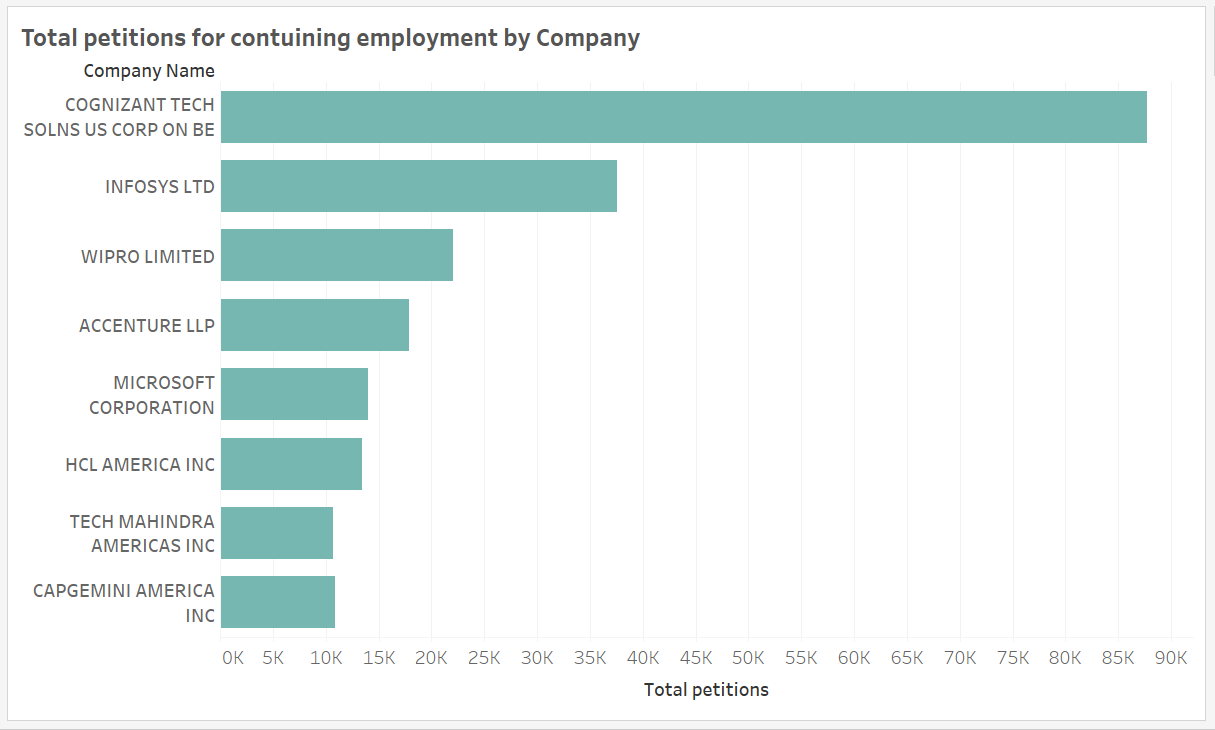 Total petitions for contuining employment by Company
Company Name
COGNIZANT TECH
SOLNS US CORP ON BE
INFOSYS LTD
WIPRO LIMITED
ACCENTURE LLP
MICROSOFT
CORPORATION
HCL AMERICA INC
TECH MAHINDRA
AMERICAS INC
CAPGEMINI AMERICA
INC
0K 5K 10K 15K 20K 25K 30K 35K 40K 45K 50K 55K 60K 65K 70K 75K 80K 85K 90K
Total petitions